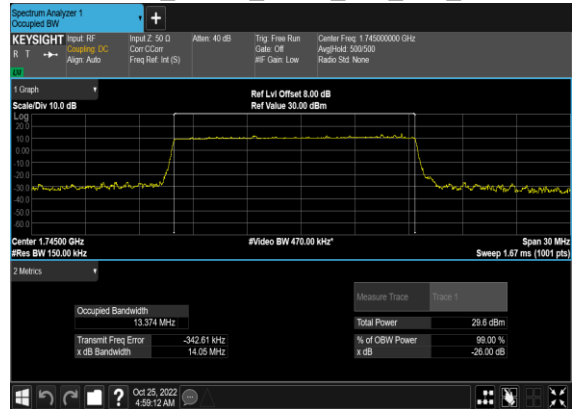 Spectrum Analyzer 1
Occupied BW
KEYSIGHT Input: RF Input Z: 50 Ω Atten: 40 dB Trig: Free Run Center Freq: 1.745000000 GHz
R T Coupling: DC Corr CCorr Gate: Off Avg|Hold: 500/500
Align: Auto Freq Ref: Int (S) #IF Gain: Low Radio Std: None
LW
1 Graph
Ref Lvl Offset 8.00 dB
Scale/Div 10.0 dB Ref Value 30.00 dBm
Log
20.0
10.0
0.00
-10.0
-20.0
-30.0
-40.0
-50.0
-60.0
Center 1.74500 GHz #Video BW 470.00 kHz* Span 30 MHz
#Res BW 150.00 kHz Sweep 1.67 ms (1001 pts)
2 Metrics
Measure Trace Trace 1
Occupied Bandwidth
13.374 MHz Total Power 29.6 dBm
Transmit Freq Error -342.61 kHz % of OBW Power 99.00 %
x dB Bandwidth 14.05 MHz x dB -26.00 dB
? Oct 25, 2022
4:59:12 AM